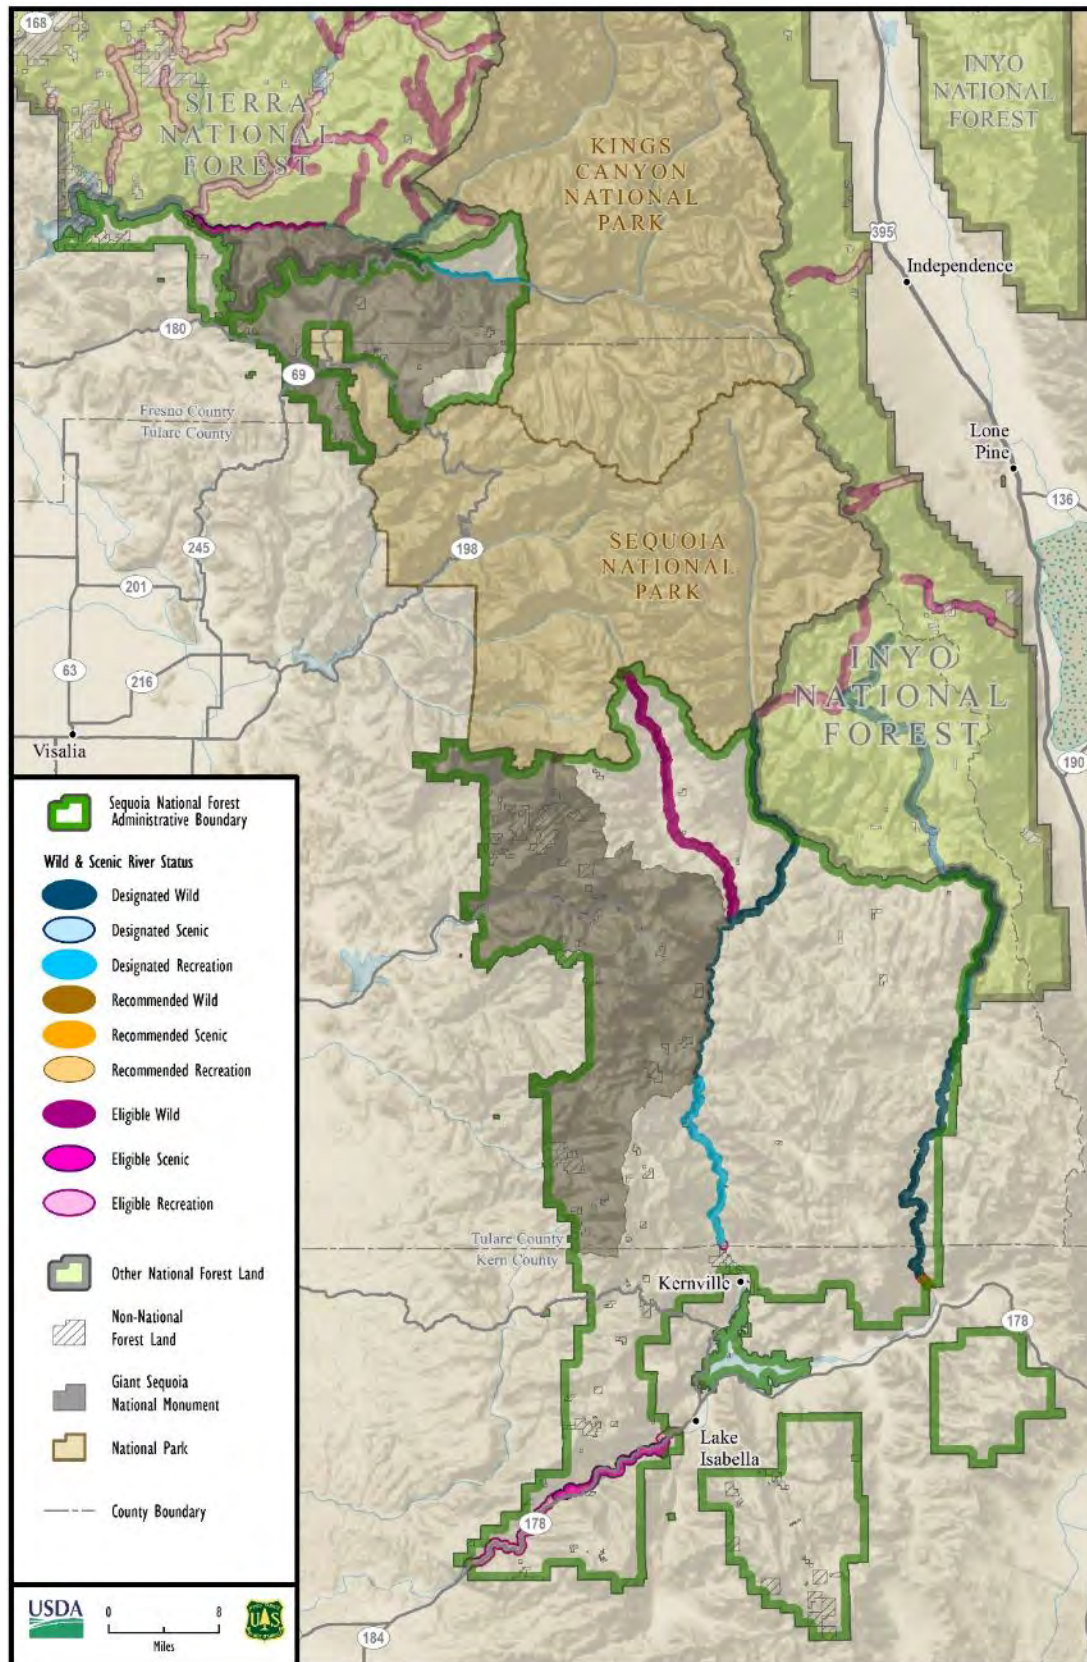 168
SIERRA
NATIONAL
FOREST
KINGS
CANYON
NATIONAL
PARK
INYO
NATIONAL
FOREST
395
Independence
180
69
Fresno County
Tulare County
Lone
Pine
136
245
198
SEQUOIA
NATIONAL
PARK
201
63
216
INYO
NATIONAL
FOREST
Visalia
190
Sequoia National Forest
Administrative Boundary
Wild & Scenic River Status
Designated Wild
Designated Scenic
Designated Recreation
Recommended Wild
Recommended Scenic
Recommended Recreation
Eligible Wild
Eligible Scenic
Eligible Recreation
Other National Forest Land
Non-National
Forest Land
Giant Sequoia
National Monument
National Park
County Boundary
Tulare County
Kern County
Kernville
178
Lake
Isabella
178
184
USDA
0 8
Miles
U S